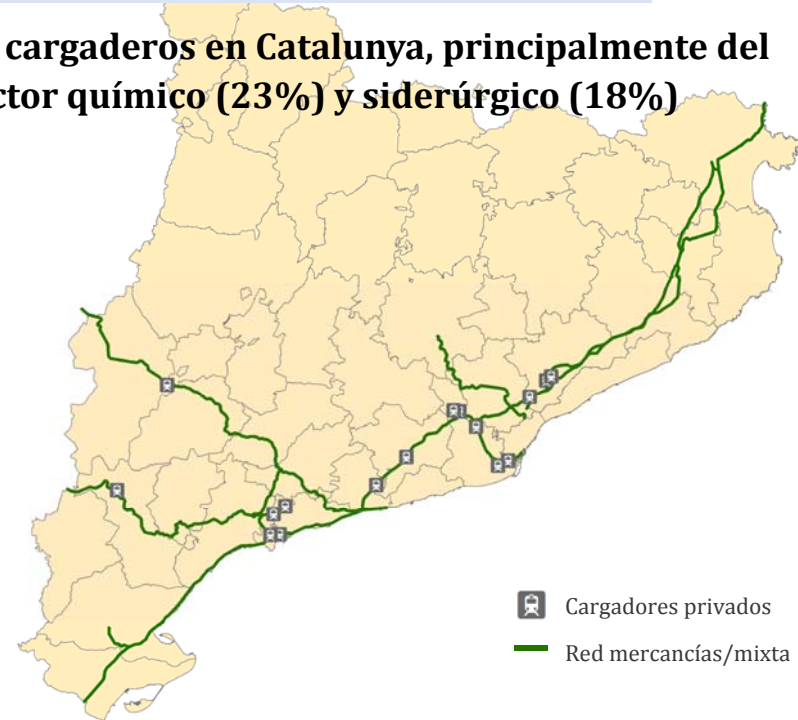 cargaderos en Catalunya, principalmente del
ctor químico (23%) y siderúrgico (18%)
Cargadores privados
Red mercancías/mixta